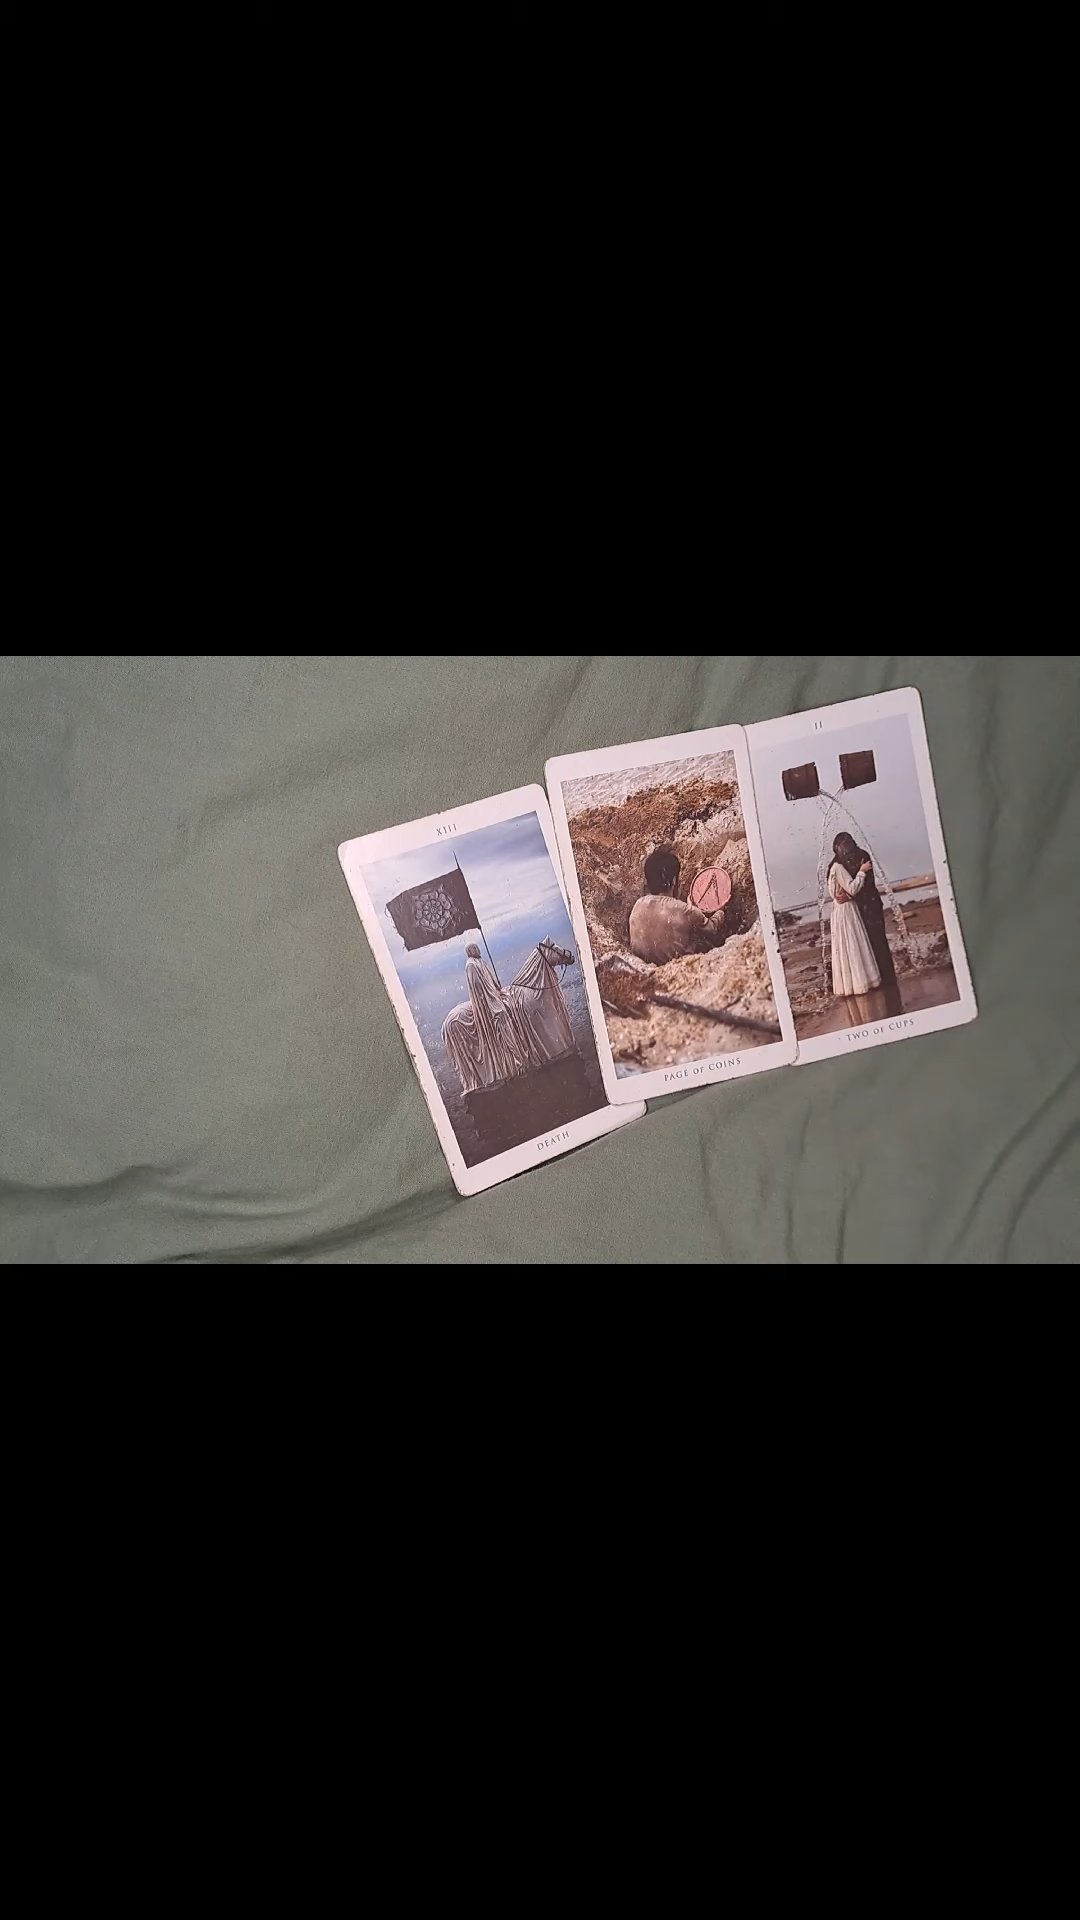 XIII
DEATH
PAGE OF COINS
II
TWO OF CUPS